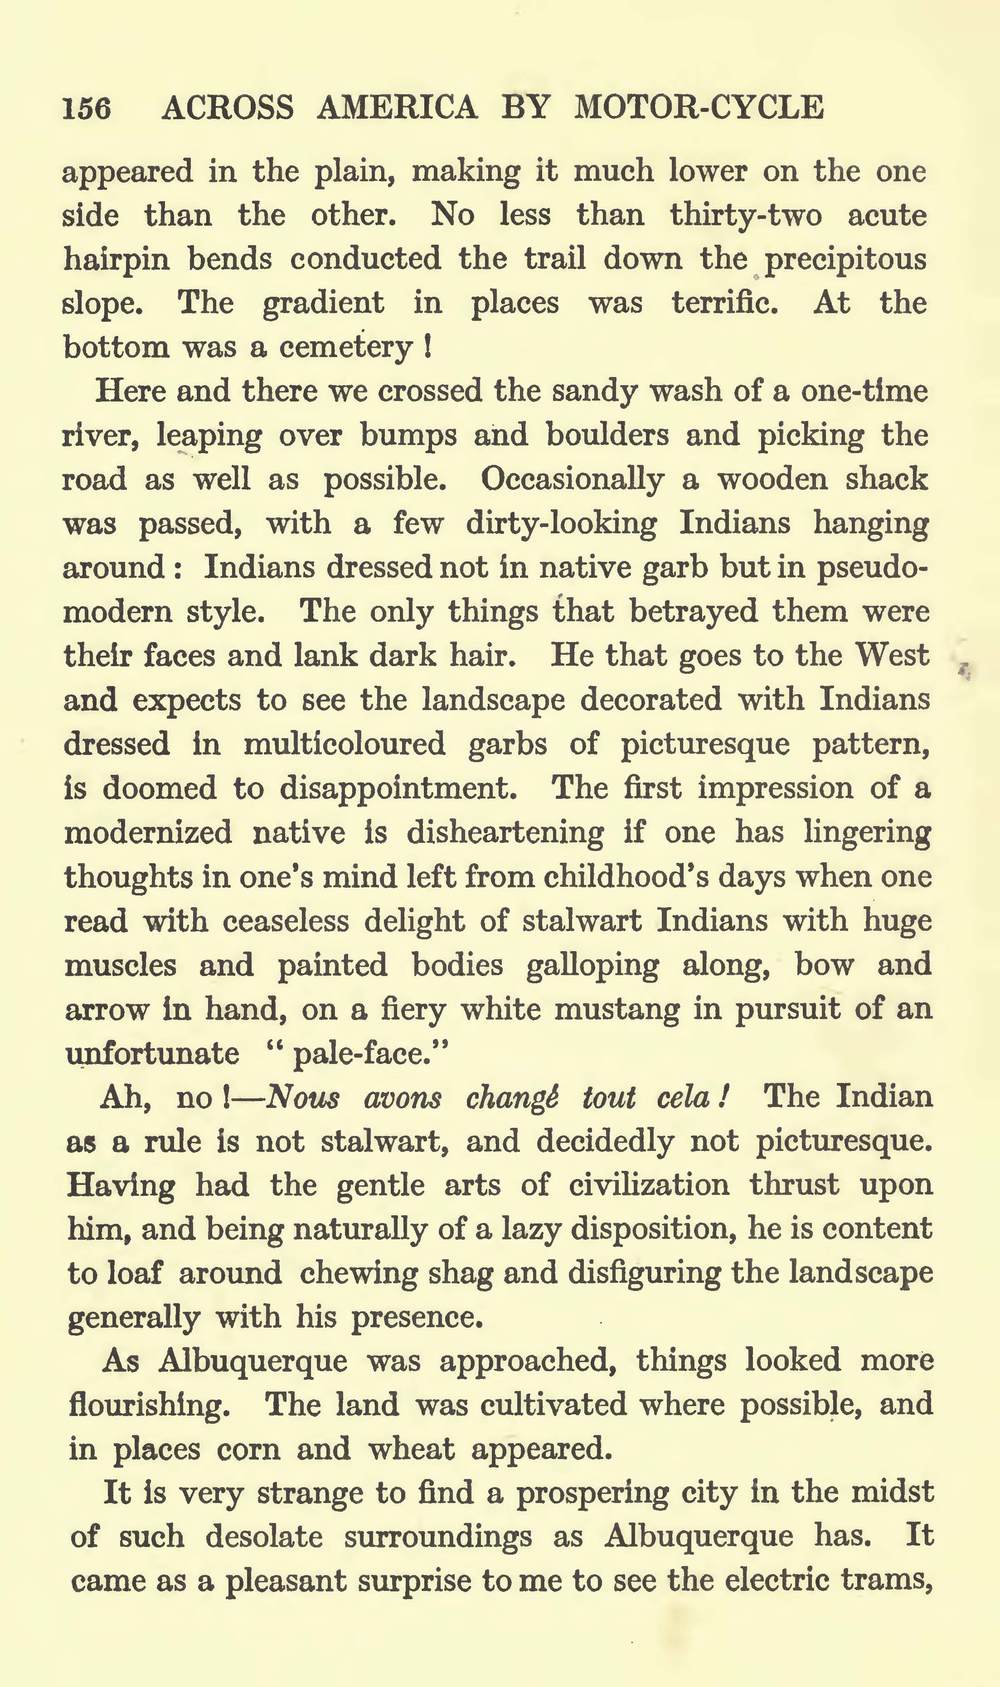 156 ACROSS AMERICA BY MOTOR-CYCLE
appeared in the plain, making it much lower on the one
side than the other. No less than thirty-two acute
hairpin bends conducted the trail down the precipitous
slope. The gradient in places was terrific. At the
bottom was a cemetery !
Here and there we crossed the sandy wash of a one-time
river, leaping over bumps and boulders and picking the
road as well as possible. Occasionally a wooden shack
was passed, with a few dirty-looking Indians hanging
around : Indians dressed not in native garb but in pseudo-
modern style. The only things that betrayed them were
their faces and lank dark hair. He that goes to the West
and expects to see the landscape decorated with Indians
dressed in multicoloured garbs of picturesque pattern,
is doomed to disappointment. The first impression of a
modernized native is disheartening if one has lingering
thoughts in one's mind left from childhood's days when one
read with ceaseless delight of stalwart Indians with huge
muscles and painted bodies galloping along, bow and
arrow in hand, on a fiery white mustang in pursuit of an
unfortunate “ pale-face.”
Ah, no !—Nous avons changé tout cela ! The Indian
as a rule is not stalwart, and decidedly not picturesque.
Having had the gentle arts of civilization thrust upon
him, and being naturally of a lazy disposition, he is content
to loaf around chewing shag and disfiguring the landscape
generally with his presence.
As Albuquerque was approached, things looked more
flourishing. The land was cultivated where possible, and
in places corn and wheat appeared.
It is very strange to find a prospering city in the midst
of such desolate surroundings as Albuquerque has. It
came as a pleasant surprise to me to see the electric trams,